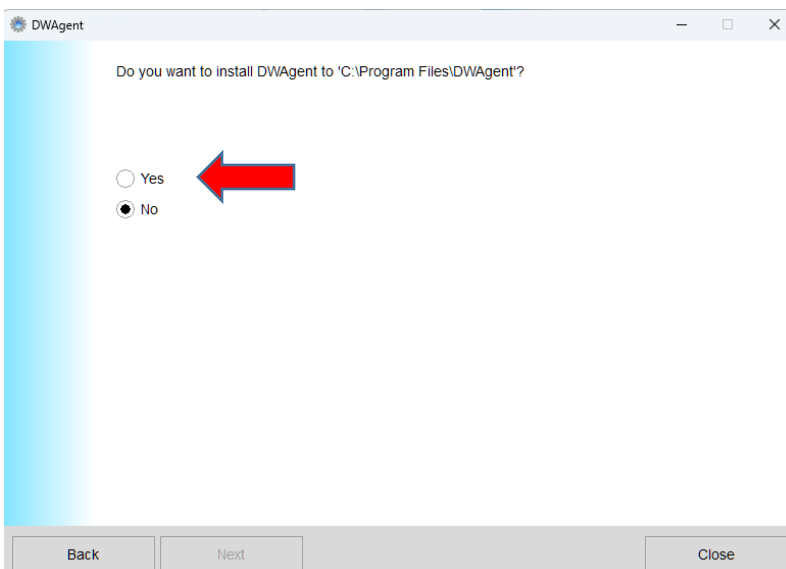 DWAgent
Do you want to install DWAgent to 'C:\Program Files\DWAgent'?
Yes
No
Back Next Close